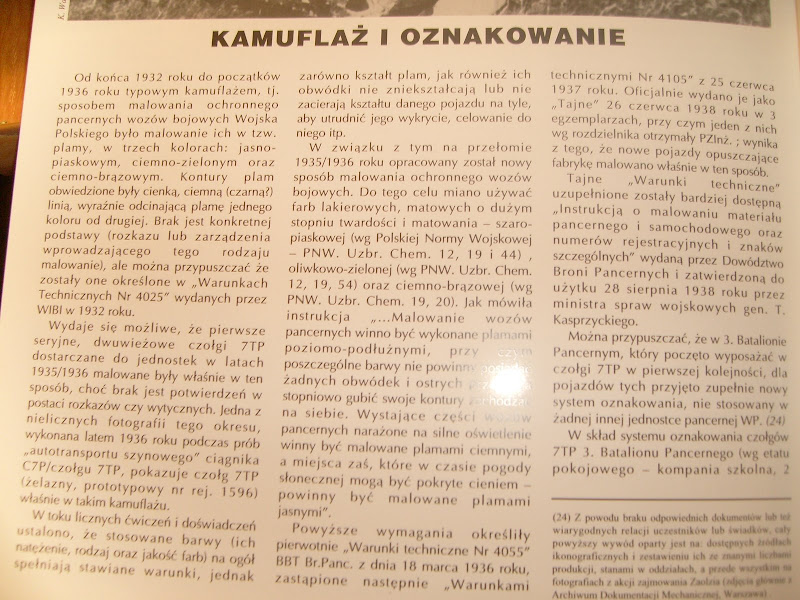 K. Wo
KAMUFLAŻ I OZNAKOWANIE
Od końca 1932 roku do początków
1936 roku typowym kamuflażem, tj.
sposobem malowania ochronnego
pancernych wozów bojowych Wojska
Polskiego było malowanie ich w tzw.
plamy, w trzech kolorach: jasno-
piaskowym, ciemno-zielonym oraz
ciemno-brązowym. Kontury plam
obwiedzione były cienką, ciemną (czarną?)
linią, wyraźnie odcinającą plamę jednego
koloru od drugiej. Brak jest konkretnej
podstawy (rozkazu lub zarządzenia
wprowadzającego tego rodzaju
malowanie), ale można przypuszczać że
zostały one określone w „Warunkach
Technicznych Nr 4025” wydanych przez
WIBI w 1932 roku.
Wydaje się możliwe, że pierwsze
seryjne, dwuwieżowe czołgi 7TP
dostarczane do jednostek w latach
1935/1936 malowane były właśnie w ten
sposób, choć brak jest potwierdzeń w
postaci rozkazów czy wytycznych. Jedna z
nielicznych fotografii tego okresu,
wykonana latem 1936 roku podczas prób
„autotransportu szynowego” ciągnika
C7P/czołgu 7TP, pokazuje czołg 7TP
(żelazny, prototypowy nr rej. 1596)
właśnie w takim kamuflażu.
W toku licznych ćwiczeń i doświadczeń
ustalono, że stosowane barwy (ich
natężenie, rodzaj oraz jakość farb) na ogół
spełniają stawiane warunki, jednak
zarówno kształt plam, jak również ich
obwódki nie zniekształcają lub nie
zacierają kształtu danego pojazdu na tyle,
aby utrudnić jego wykrycie, celowanie do
niego itp.
W związku z tym na przełomie
1935/1936 roku opracowany został nowy
sposób malowania ochronnego wozów
bojowych. Do tego celu miano używać
farb lakierowych, matowych o dużym
stopniu twardości i matowania – szaro-
piaskowej (wg Polskiej Normy Wojskowej
– PNW. Uzbr. Chem. 12, 19 i 44) ,
oliwkowo-zielonej (wg PNW. Uzbr. Chem.
12, 19, 54) oraz ciemno-brązowej (wg
PNW. Uzbr. Chem. 19, 20). Jak mówiła
instrukcja „...Malowanie wozów
pancernych winno być wykonane plamami
poziomo-podłużnymi, przy czym
poszczególne barwy nie powinny
żadnych obwódek i ostrych
stopniowo gubić swoje kontury zachodząc
na siebie. Wystające części wozów
pancernych narażone na silne oświetlenie
winny być malowane plamami ciemnymi,
a miejsca zaś, które w czasie pogody
słonecznej mogą być pokryte cieniem –
powinny być malowane plamami
jasnymi”.
Powyższe wymagania określiły
pierwotnie „Warunki techniczne Nr 4055”
BBT Br.Panc. z dnia 18 marca 1936 roku,
zastąpione następnie „Warunkami
technicznymi Nr 4105” z 25 czerwca
1937 roku. Oficjalnie wydano je jako
„Tajne” 26 czerwca 1938 roku w 3
egzemplarzach, przy czym jeden z nich
wg rozdzielnika otrzymały PZInż. ; wynika
z tego, że nowe pojazdy opuszczające
fabrykę malowano właśnie w ten sposób.
Tajne „Warunki techniczne”
uzupełnione zostały bardziej dostępną
„Instrukcją o malowaniu materiału
pancernego i samochodowego oraz
numerów rejestracyjnych i znaków
szczególnych” wydaną przez Dowództwo
Broni Pancernych i zatwierdzoną do
użytku 28 sierpnia 1938 roku przez
ministra spraw wojskowych gen. T.
Kasprzyckiego.
Można przypuszczać, że w 3. Batalionie
Pancernym, który poczęto wyposażać w
czołgi 7TP w pierwszej kolejności, dla
pojazdów tych przyjęto zupełnie nowy
system oznakowania, nie stosowany w
żadnej innej jednostce pancernej WP. (24)
W skład systemu oznakowania czołgów
7TP 3. Batalionu Pancernego (wg etatu
pokojowego – kompania szkolna, 2
(24) Z powodu braku odpowiednich dokumentów lub też
wiarygodnych relacji uczestników lub świadków, cały
powyższy wywód oparty jest na: dostępnych źródłach
ikonograficznych i zestawieniu ich ze znanymi liczbami
produkcji, stanami w oddziałach, a przede wszystkim na
fotografiach z akcji zajmowania Zaolzia (zdjęcia głównie z
Archiwum Dokumentacji Mechanicznej, Warszawa).